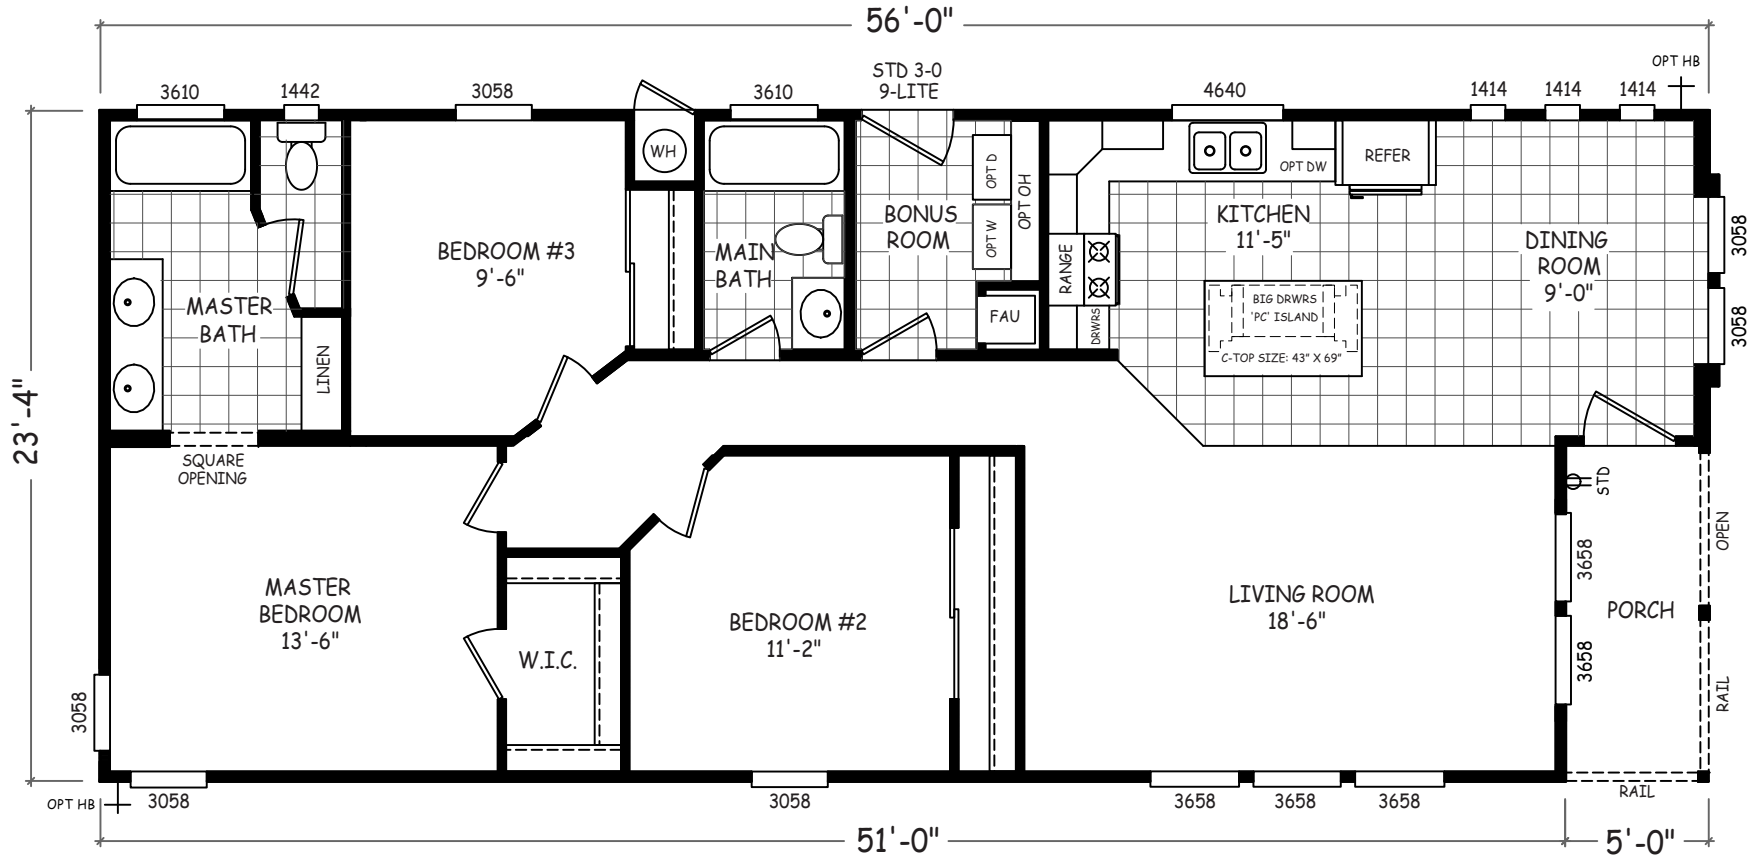 56'-0"
OPT HB
3610
1442
3058
3610
STD 3-0
9-LITE
4640
1414
1414
1414
WH
OPT D
OPT W
OPT OH
OPT DW
REFER
BEDROOM #3
9'-6"
MAIN
BATH
BONUS
ROOM
KITCHEN
11'-5"
DINING
ROOM
9'-0"
3058
3058
RANGE
DRWRS
FAU
BIG DRWRS
'PC' ISLAND
C-TOP SIZE: 43" X 69"
MASTER
BATH
LINEN
23'-4"
SQUARE
OPENING
STD
OPEN
3658
3658
PORCH
RAIL
MASTER
BEDROOM
13'-6"
W.I.C.
BEDROOM #2
11'-2"
LIVING ROOM
18'-6"
3058
OPT HB
3058
3058
3658
3658
3658
RAIL
51'-0"
5'-0"